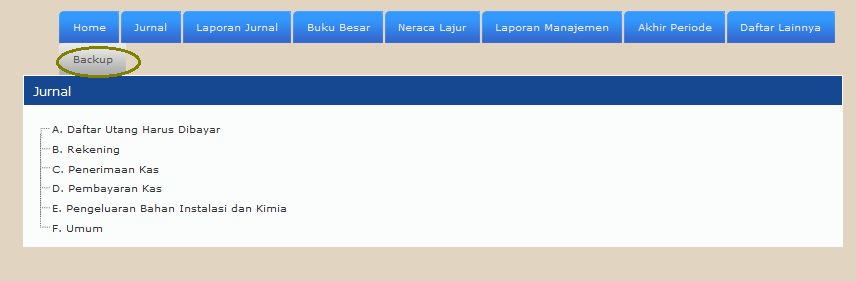 Home Jurnal Laporan Jurnal Buku Besar Neraca Lajur Laporan Manajemen Akhir Periode Daftar Lainnya
Backup
Jurnal
A. Daftar Utang Harus Dibayar
B. Rekening
C. Penerimaan Kas
D. Pembayaran Kas
E. Pengeluaran Bahan Instalasi dan Kimia
F. Umum